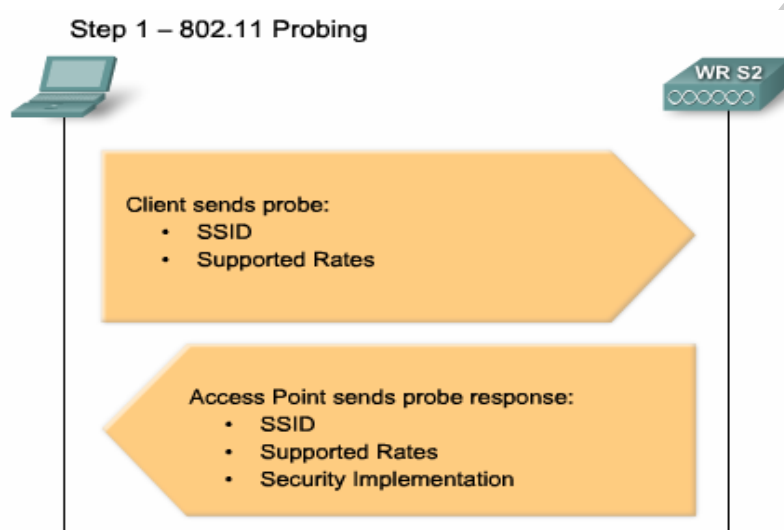 Step 1 – 802.11 Probing
WR S2
Client sends probe:
• SSID
• Supported Rates
Access Point sends probe response:
• SSID
• Supported Rates
• Security Implementation